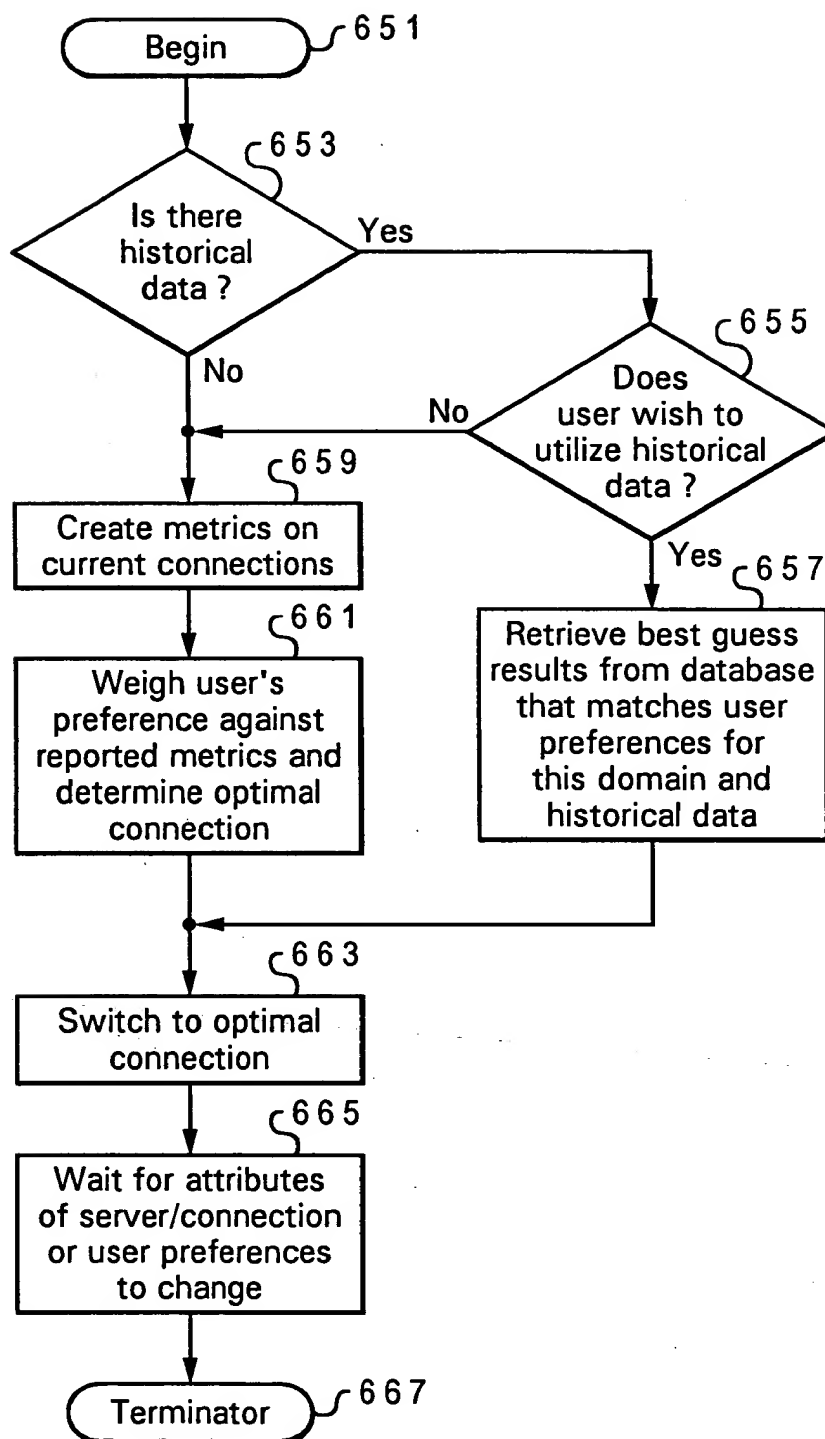 Begin
651
653
Is there
historical
data ?
Yes
No
655
Does
user wish to
utilize historical
data ?
No
Yes
657
Retrieve best guess
results from database
that matches user
preferences for
this domain and
historical data
659
Create metrics on
current connections
661
Weigh user's
preference against
reported metrics and
determine optimal
connection
663
Switch to optimal
connection
665
Wait for attributes
of server/connection
or user preferences
to change
Terminator
667